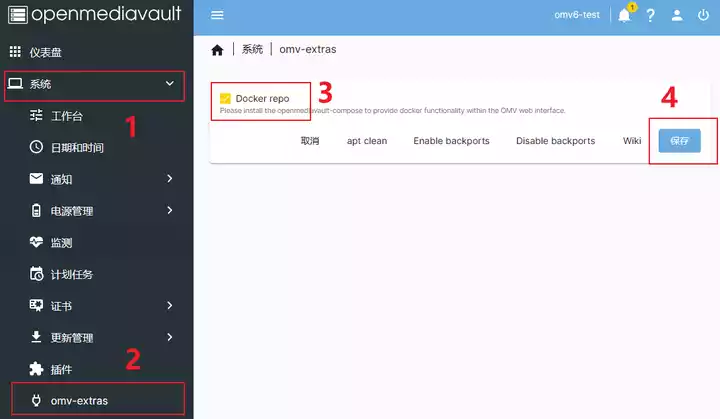 openmediavault
omv6-test
1
仪表盘
系统
系统 omv-extras
1
工作台
日期和时间
通知
电源管理
监测
计划任务
证书
更新管理
插件
2
omv-extras
Docker repo
3
Please install the openmediavault-compose to provide docker functionality within the OMV web interface.
4
取消 apt clean Enable backports Disable backports Wiki 保存